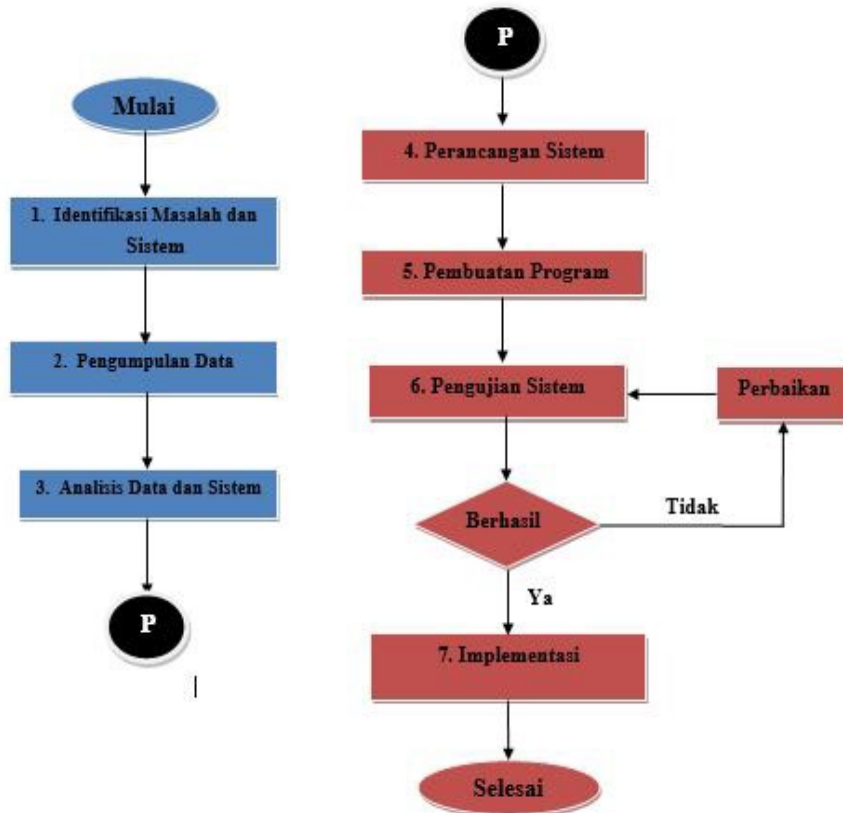 Mulai
1. Identifikasi Masalah dan
Sistem
2. Pengumpulan Data
3. Analisis Data dan Sistem
P
P
4. Perancangan Sistem
5. Pembuatan Program
6. Pengujian Sistem
Perbaikan
Berhasil
Tidak
Ya
7. Implementasi
Selesai